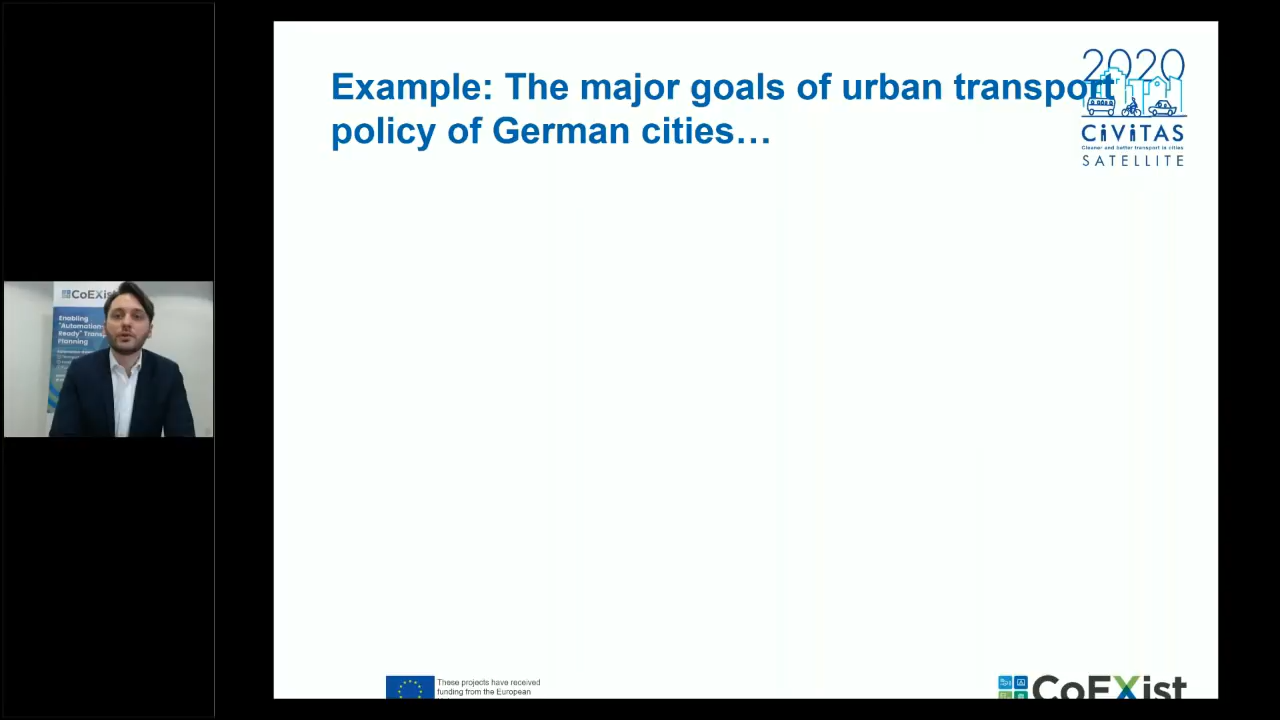 Example: The major goals of urban transport
policy of German cities…
2020
CiViTAS
Cleaner and better transport in cities
SATELLITE
CoEXist
Enabling
"Automation-
Ready"
Planning
These projects have received
funding from the European
CoEXist